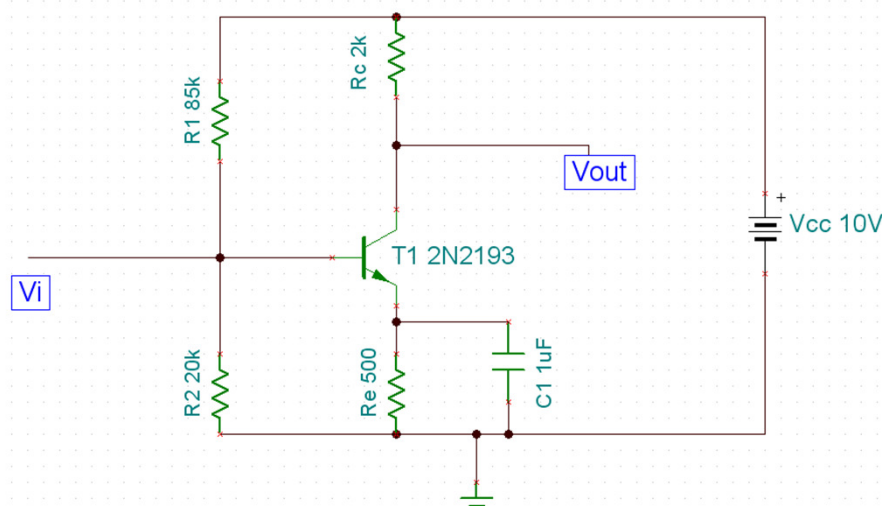 Rc 2k
R1 85k
Vout
+
Vcc 10V
T1 2N2193
Vi
R2 20k
Re 500
C1 1uF